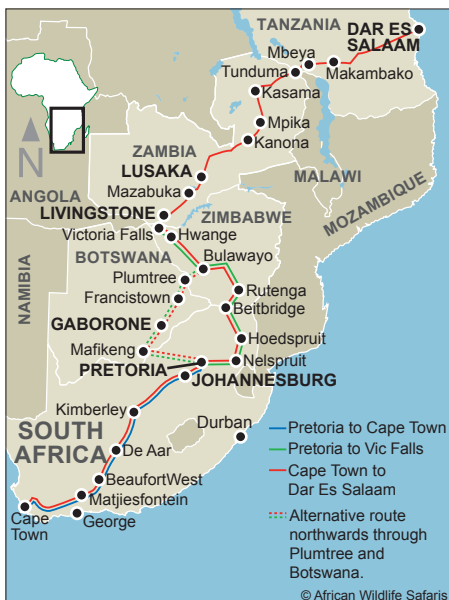 TANZANIA
DAR ES
SALAAM
Mbeya
Tunduma
Makambako
Kasama
Mpika
Kanona
N
ZAMBIA
LUSAKA
MALAWI
Mazabuka
ANGOLA
MOZAMBIQUE
LIVINGSTONE
ZIMBABWE
Victoria Falls
Hwange
BOTSWANA
Bulawayo
NAMIBIA
Plumtree
Rutenga
Francistown
Beitbridge
GABORONE
Hoedspruit
Mafikeng
Nelspruit
PRETORIA
JOHANNESBURG
Kimberley
Durban
SOUTH
AFRICA
De Aar
BeaufortWest
Matjiesfontein
Cape
Town
George
Pretoria to Cape Town
Pretoria to Vic Falls
Cape Town to
Dar Es Salaam
Alternative route
northwards through
Plumtree and
Botswana.
© African Wildlife Safaris